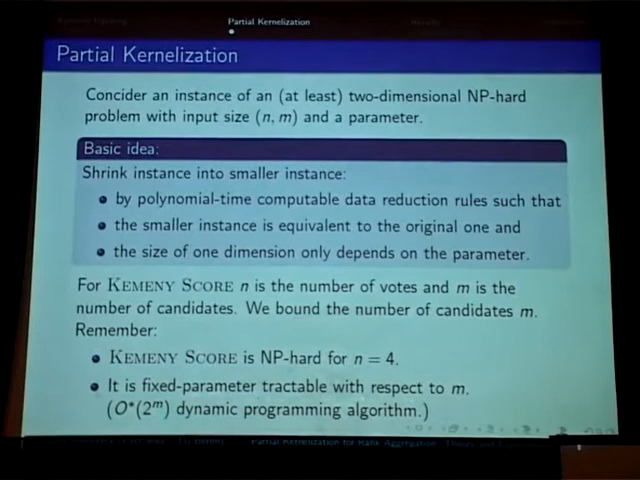 Partial Kernelization
Partial Kernelization
Concider an instance of an (at least) two-dimensional NP-hard
problem with input size (n, m) and a parameter.
Basic idea:
Shrink instance into smaller instance:
• by polynomial-time computable data reduction rules such that
• the smaller instance is equivalent to the original one and
• the size of one dimension only depends on the parameter.
For KEMENY SCORE n is the number of votes and m is the
number of candidates. We bound the number of candidates m.
Remember:
• KEMENY SCORE is NP-hard for n = 4.
• It is fixed-parameter tractable with respect to m.
(O*(2^m) dynamic programming algorithm.)
Partial Kernelization for Rank Aggregation: Theory and